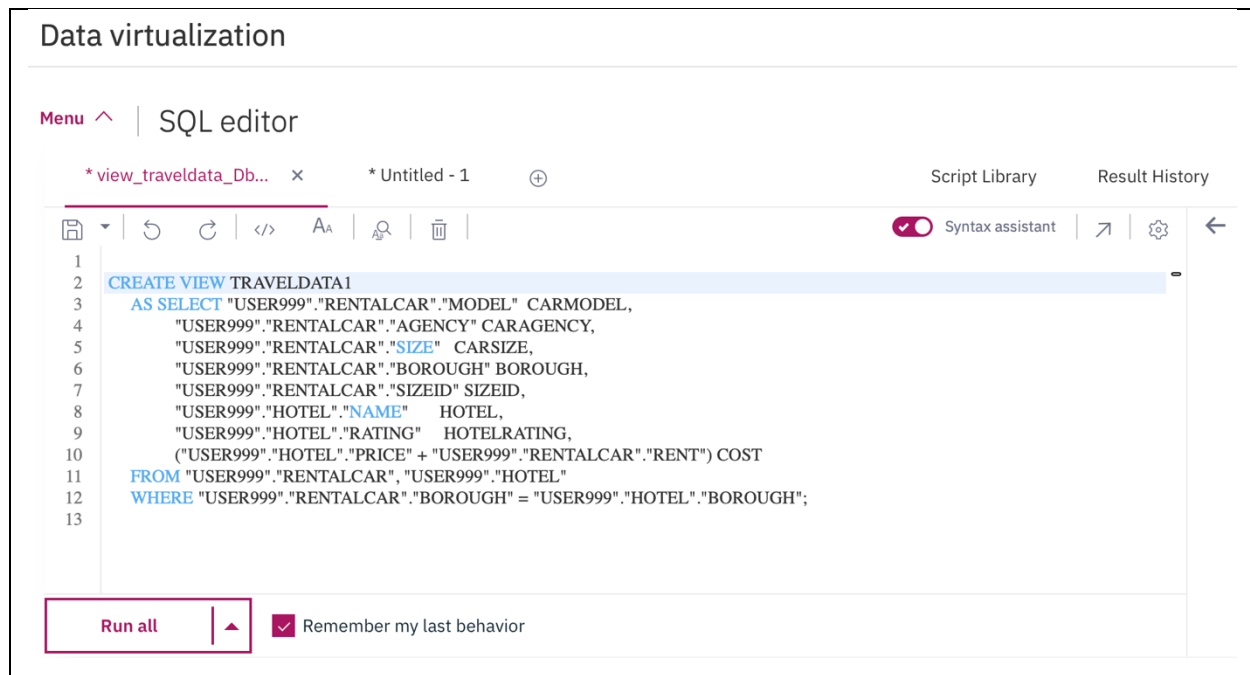 Data virtualization
Menu | SQL editor
* view_traveldata_Db... × * Untitled - 1 Script Library Result History
</> AA Syntax assistant
1
2 CREATE VIEW TRAVELDATA1
3 AS SELECT "USER999"."RENTALCAR"."MODEL" CARMODEL,
4 "USER999"."RENTALCAR"."AGENCY" CARAGENCY,
5 "USER999"."RENTALCAR"."SIZE" CARSIZE,
6 "USER999"."RENTALCAR"."BOROUGH" BOROUGH,
7 "USER999"."RENTALCAR"."SIZEID" SIZEID,
8 "USER999"."HOTEL"."NAME" HOTEL,
9 "USER999"."HOTEL"."RATING" HOTELRATING,
10 ("USER999"."HOTEL"."PRICE" + "USER999"."RENTALCAR"."RENT") COST
11 FROM "USER999"."RENTALCAR", "USER999"."HOTEL"
12 WHERE "USER999"."RENTALCAR"."BOROUGH" = "USER999"."HOTEL"."BOROUGH";
13
Run all Remember my last behavior